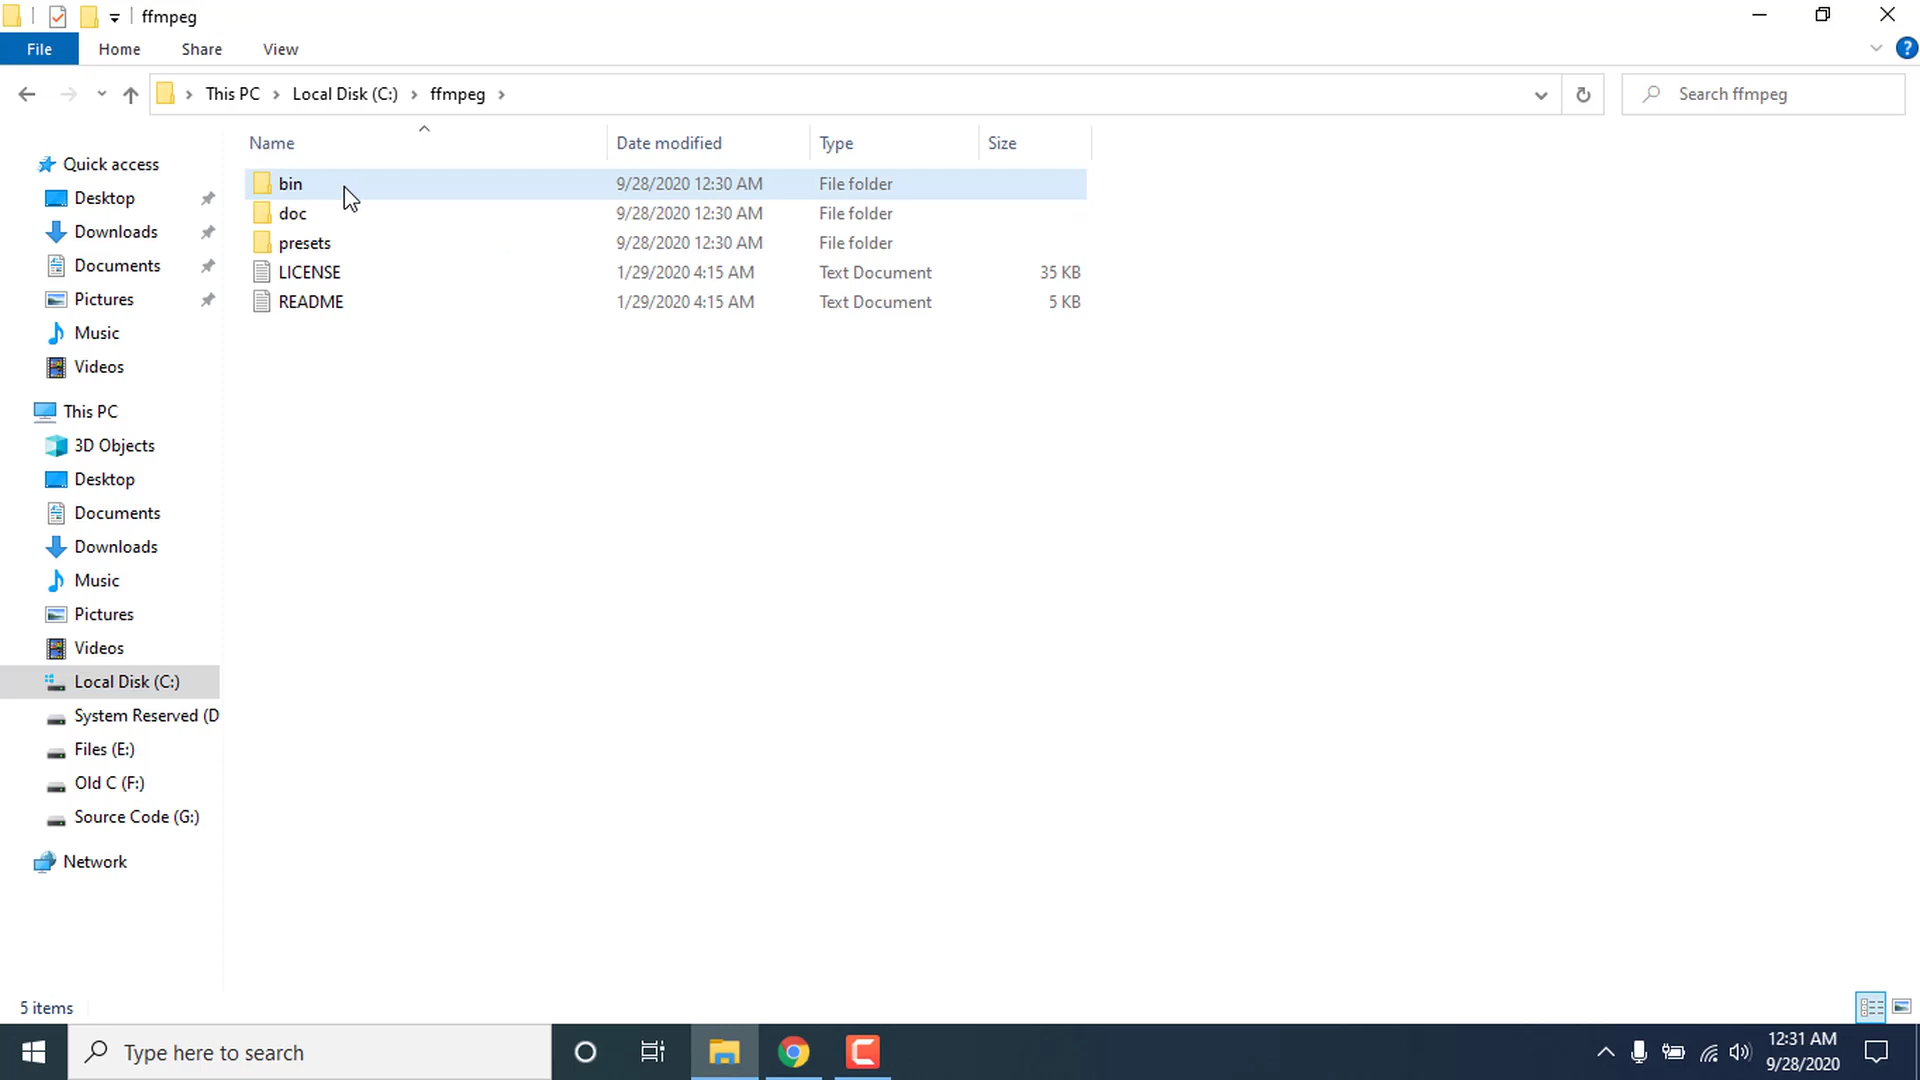 ffmpeg
File Home Share View
This PC Local Disk (C:) ffmpeg Search ffmpeg
Name Date modified Type Size
Quick access
Desktop
Downloads
Documents
Pictures
Music
Videos
This PC
3D Objects
Desktop
Documents
Downloads
Music
Pictures
Videos
Local Disk (C:)
System Reserved (D
Files (E:)
Old C (F:)
Source Code (G:)
Network
bin 9/28/2020 12:30 AM File folder
doc 9/28/2020 12:30 AM File folder
presets 9/28/2020 12:30 AM File folder
LICENSE 1/29/2020 4:15 AM Text Document 35 KB
README 1/29/2020 4:15 AM Text Document 5 KB
5 items
Type here to search
12:31 AM
9/28/2020